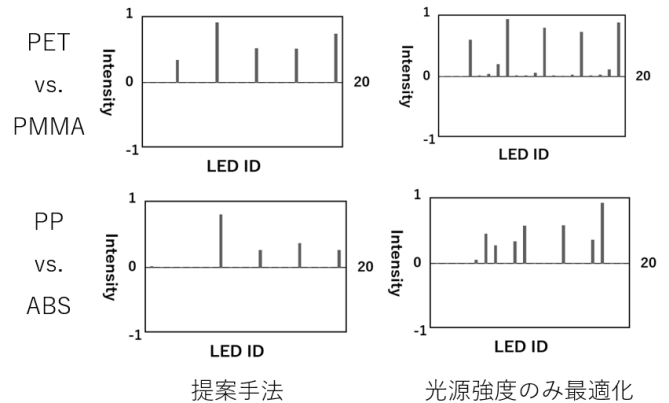 PET
vs.
PMMA
1
0
-1
Intensity
20
LED ID
1
0
-1
Intensity
20
LED ID
PP
vs.
ABS
1
0
-1
Intensity
20
LED ID
1
0
-1
Intensity
20
LED ID
提案手法
光源強度のみ最適化